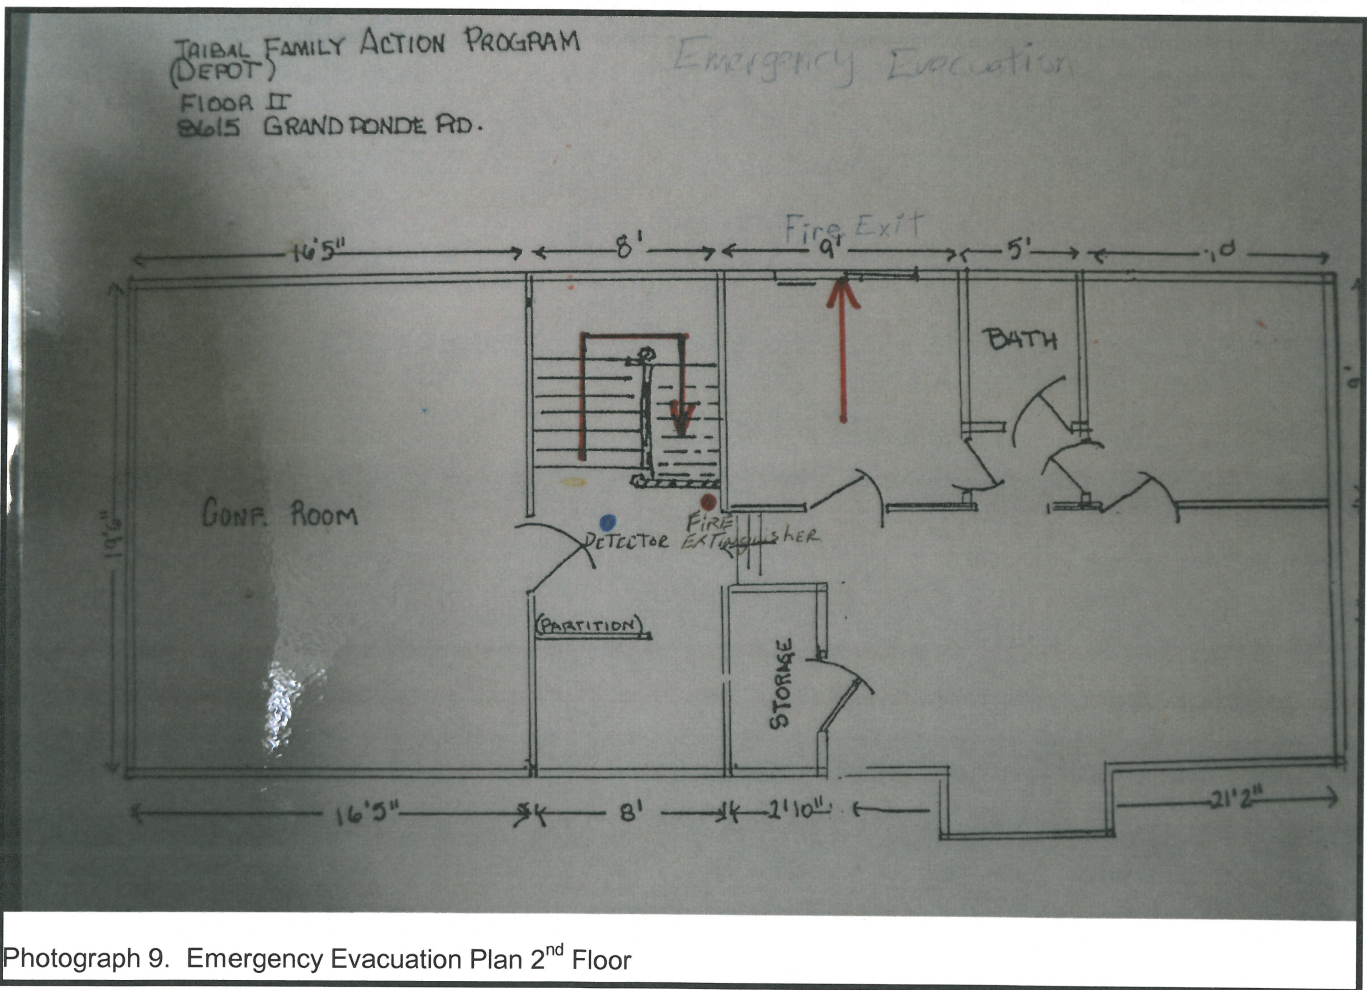 TRIBAL FAMILY ACTION PROGRAM
(DEPOT)
FLOOR II
8615 GRAND RONDE RD.
Emergency Evacuation
Fire Exit
16'5" 8' 9' 5'
BATH
9'
19'6"
CONF. ROOM
DETECTOR
FIRE
EXTinguisHER
(PARTITION)
STORAGE
16'5" 8' 2'10" 21'2"
Photograph 9. Emergency Evacuation Plan 2nd Floor